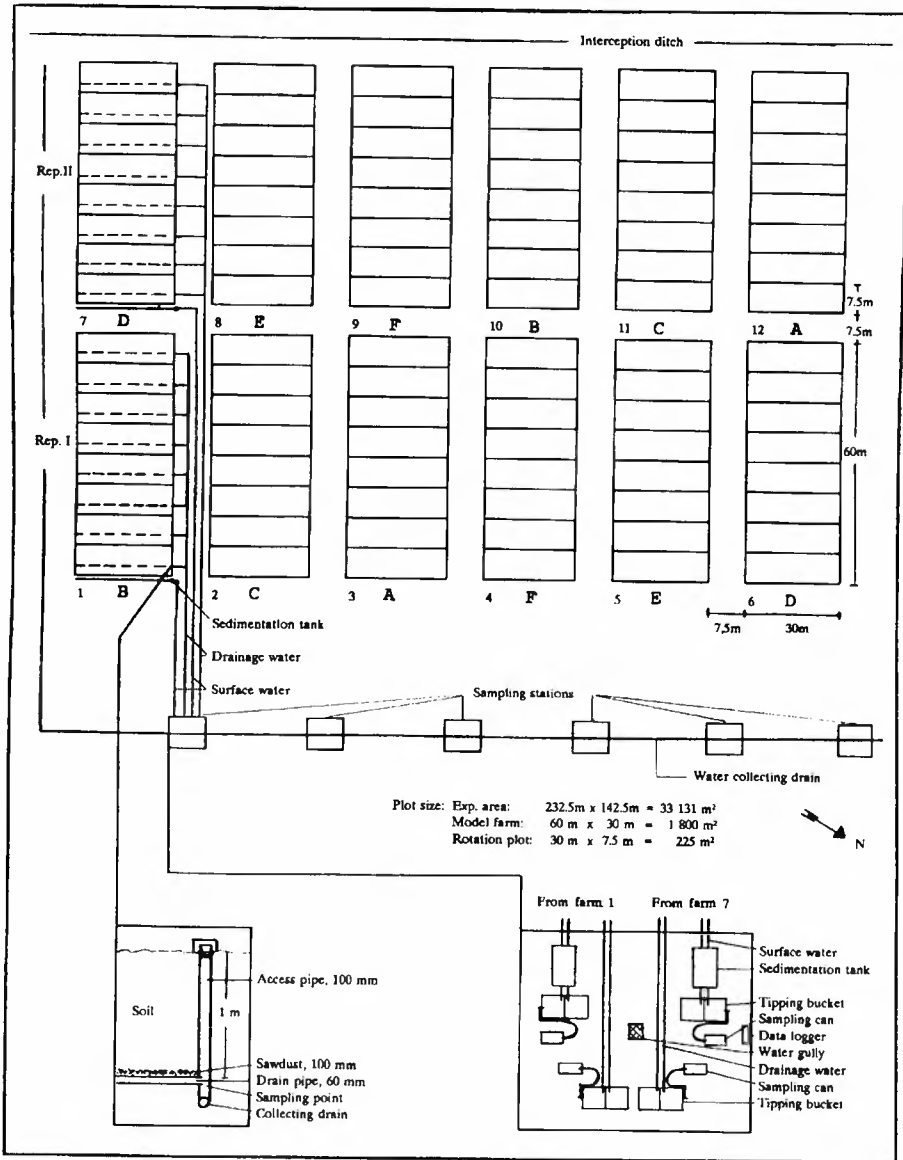 Interception ditch
Rep.II
7 D
8 E
9 F
10 B
11 C
12 A
7.5m
7.5m
Rep. I
60m
1 B
2 C
3 A
4 F
5 E
6 D
7,5m
30m
Sedimentation tank
Drainage water
Surface water
Sampling stations
Water collecting drain
Plot size: Exp. area: 232.5m x 142.5m = 33 131 m²
Model farm: 60 m x 30 m = 1 800 m²
Rotation plot: 30 m x 7.5 m = 225 m²
N
Soil
1 m
Access pipe, 100 mm
Sawdust, 100 mm
Drain pipe, 60 mm
Sampling point
Collecting drain
From farm 1
From farm 7
Surface water
Sedimentation tank
Tipping bucket
Sampling can
Data logger
Water gully
Drainage water
Sampling can
Tipping bucket